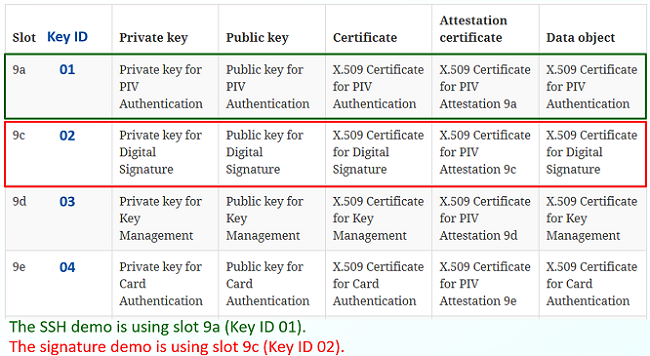 Slot Key ID Private key Public key Certificate Attestation certificate Data object
9a 01 Private key for PIV Authentication Public key for PIV Authentication X.509 Certificate for PIV Authentication X.509 Certificate for PIV Attestation 9a X.509 Certificate for PIV Authentication
9c 02 Private key for Digital Signature Public key for Digital Signature X.509 Certificate for Digital Signature X.509 Certificate for PIV Attestation 9c X.509 Certificate for Digital Signature
9d 03 Private key for Key Management Public key for Key Management X.509 Certificate for Key Management X.509 Certificate for PIV Attestation 9d X.509 Certificate for Key Management
9e 04 Private key for Card Authentication Public key for Card Authentication X.509 Certificate for Card Authentication X.509 Certificate for PIV Attestation 9e X.509 Certificate for Card Authentication
The SSH demo is using slot 9a (Key ID 01).
The signature demo is using slot 9c (Key ID 02).